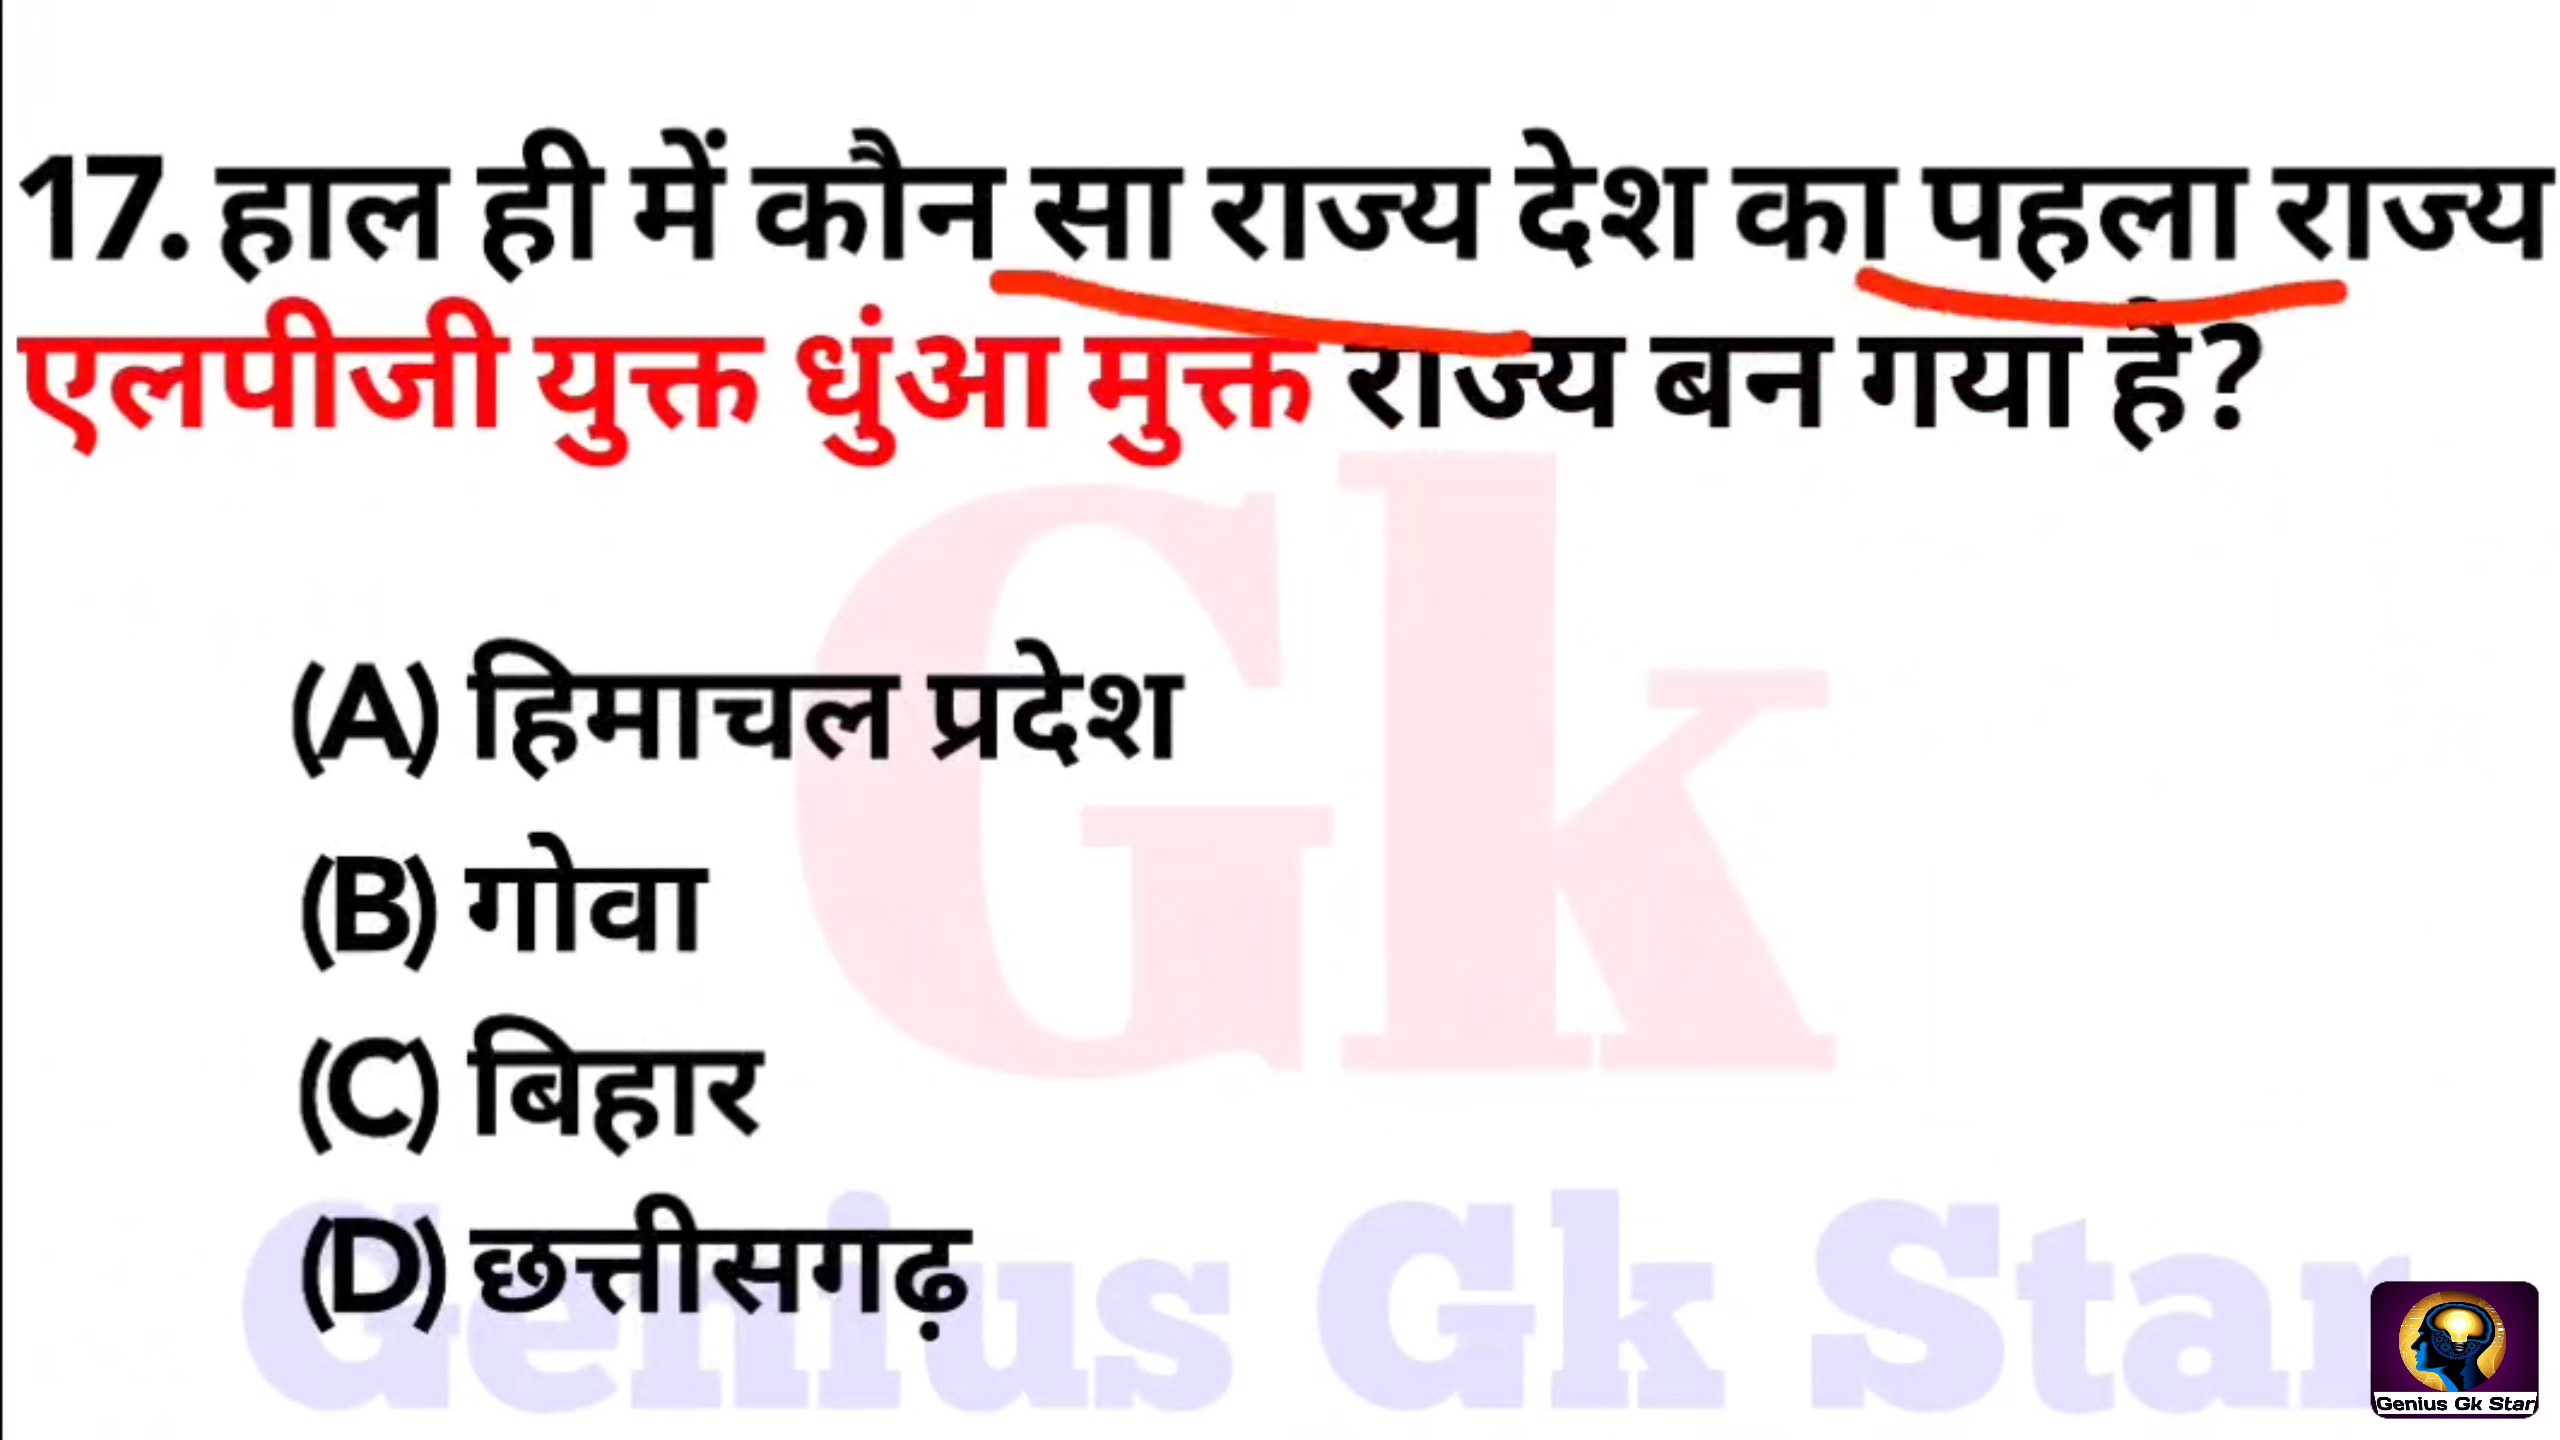 17. हाल ही में कौन सा राज्य देश का पहला राज्य
एलपीजी युक्त धुंआ मुक्त राज्य बन गया है?
Gk
(A) हिमाचल प्रदेश
(B) गोवा
(C) बिहार
(D) छत्तीसगढ़
Genius Gk Star
Genius Gk Star